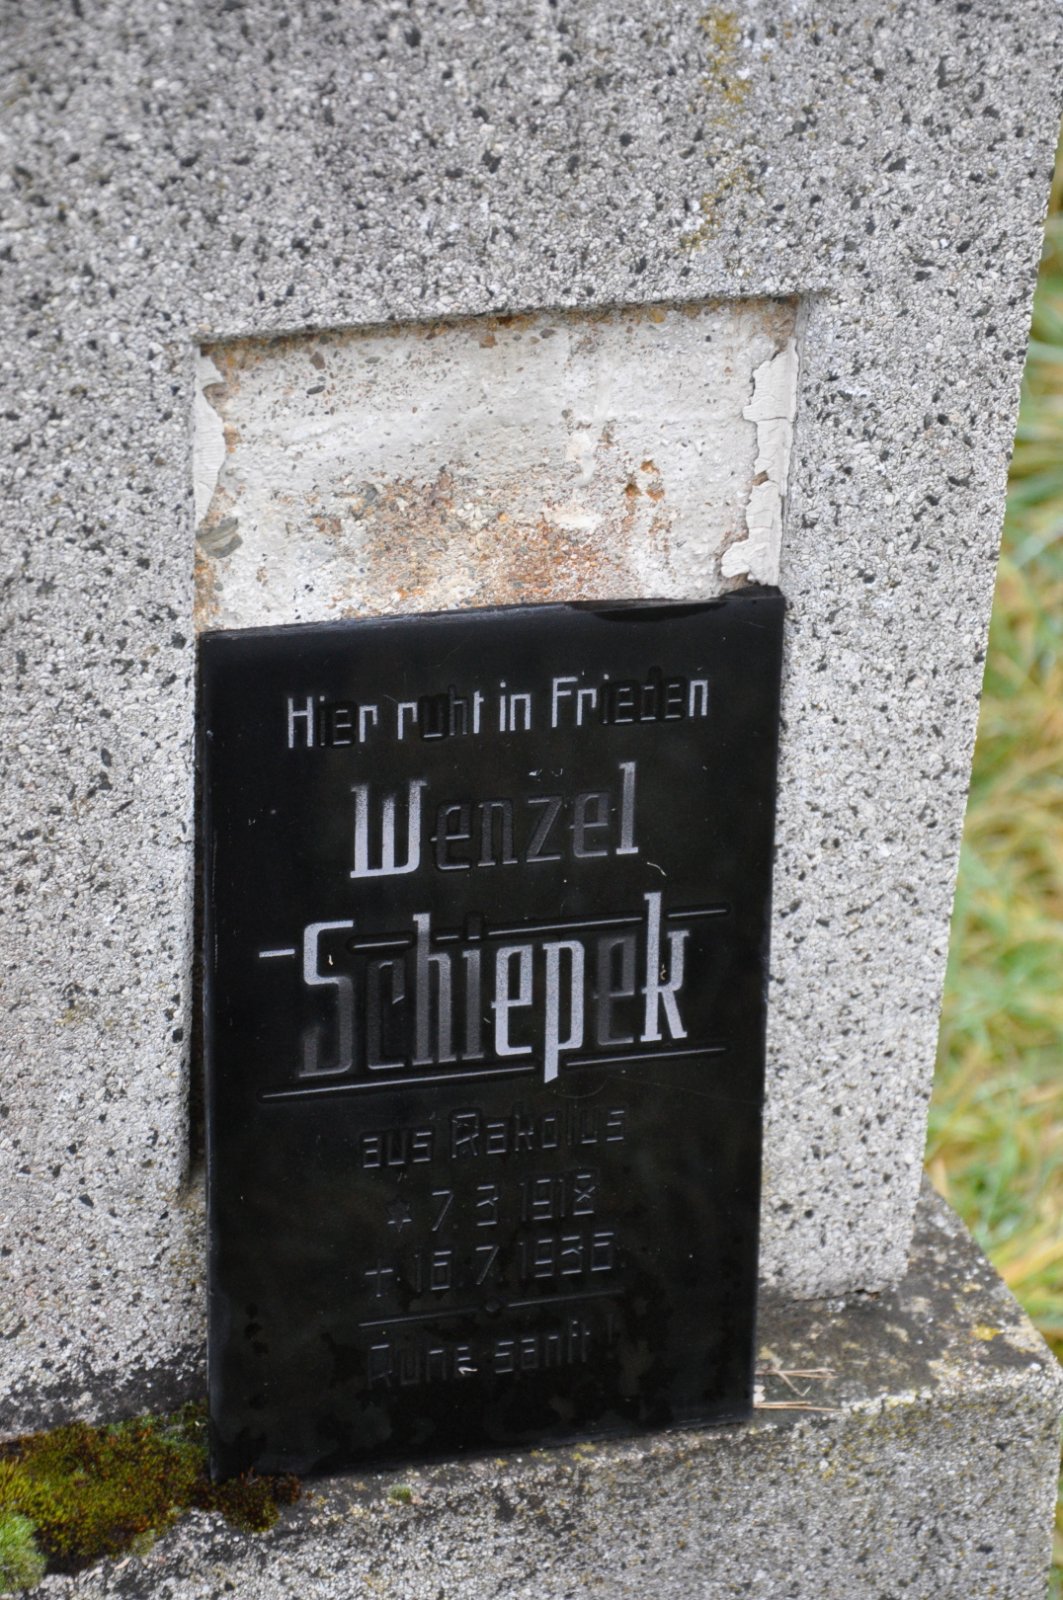 Hier ruht in Frieden
Wenzel
Schiepek
aus Rakolus
* 7. 3. 1918
† 16. 7. 1936.
Ruhe sanft!